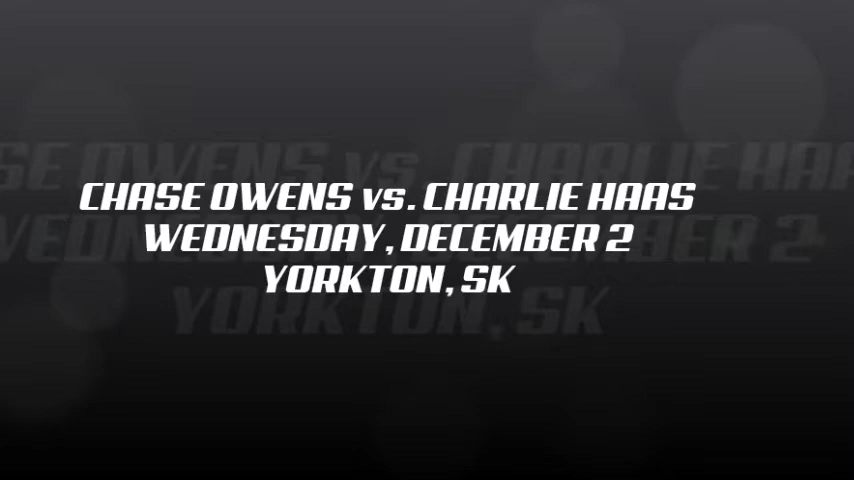 CHASE OWENS vs. CHARLIE HAAS
WEDNESDAY, DECEMBER 2
YORKTON, SK